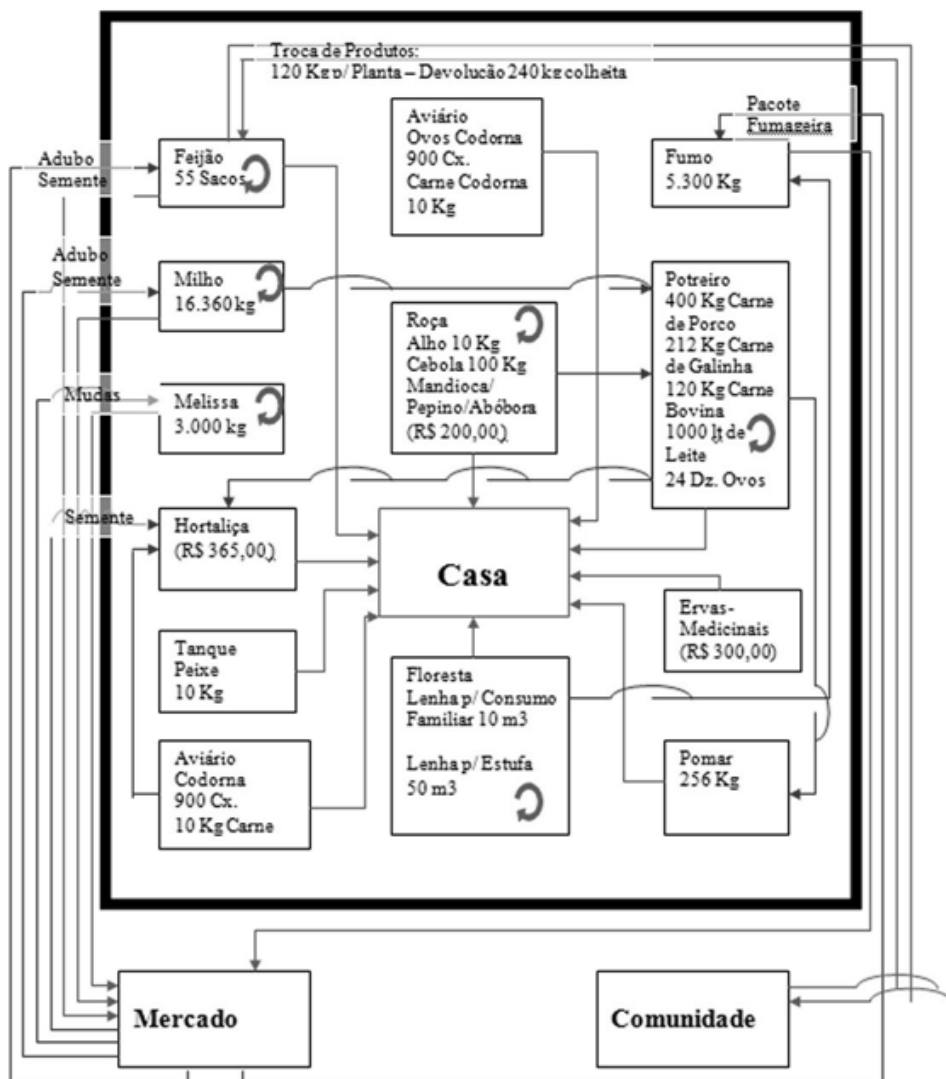 Troca de Produtos:
120 Kg p/ Planta – Devolucão 240 kg colheita
Pacote
Fumageira
Adubo
Semente
Feijão
55 Sacos
Aviário
Ovos Codorna
900 Cx.
Carne Codorna
10 Kg
Fumo
5.300 Kg
Adubo
Semente
Milho
16.360 kg
Roça
Alho 10 Kg
Cebola 100 Kg
Mandioca/
Pepino/Abóbora
(R$ 200,00)
Potreiro
400 Kg Carne
de Porco
212 Kg Carne
de Galinha
120 Kg Carne
Bovina
1000 lt de
Leite
24 Dz. Ovos
Mudas
Melissa
3.000 kg
Semente
Hortaliça
(R$ 365,00)
Casa
Ervas-
Medicinais
(R$ 300,00)
Tanque
Peixe
10 Kg
Floresta
Lenha p/ Consumo
Familiar 10 m3
Lenha p/ Estufa
50 m3
Aviário
Codorna
900 Cx.
10 Kg Carne
Pomar
256 Kg
Mercado
Comunidade